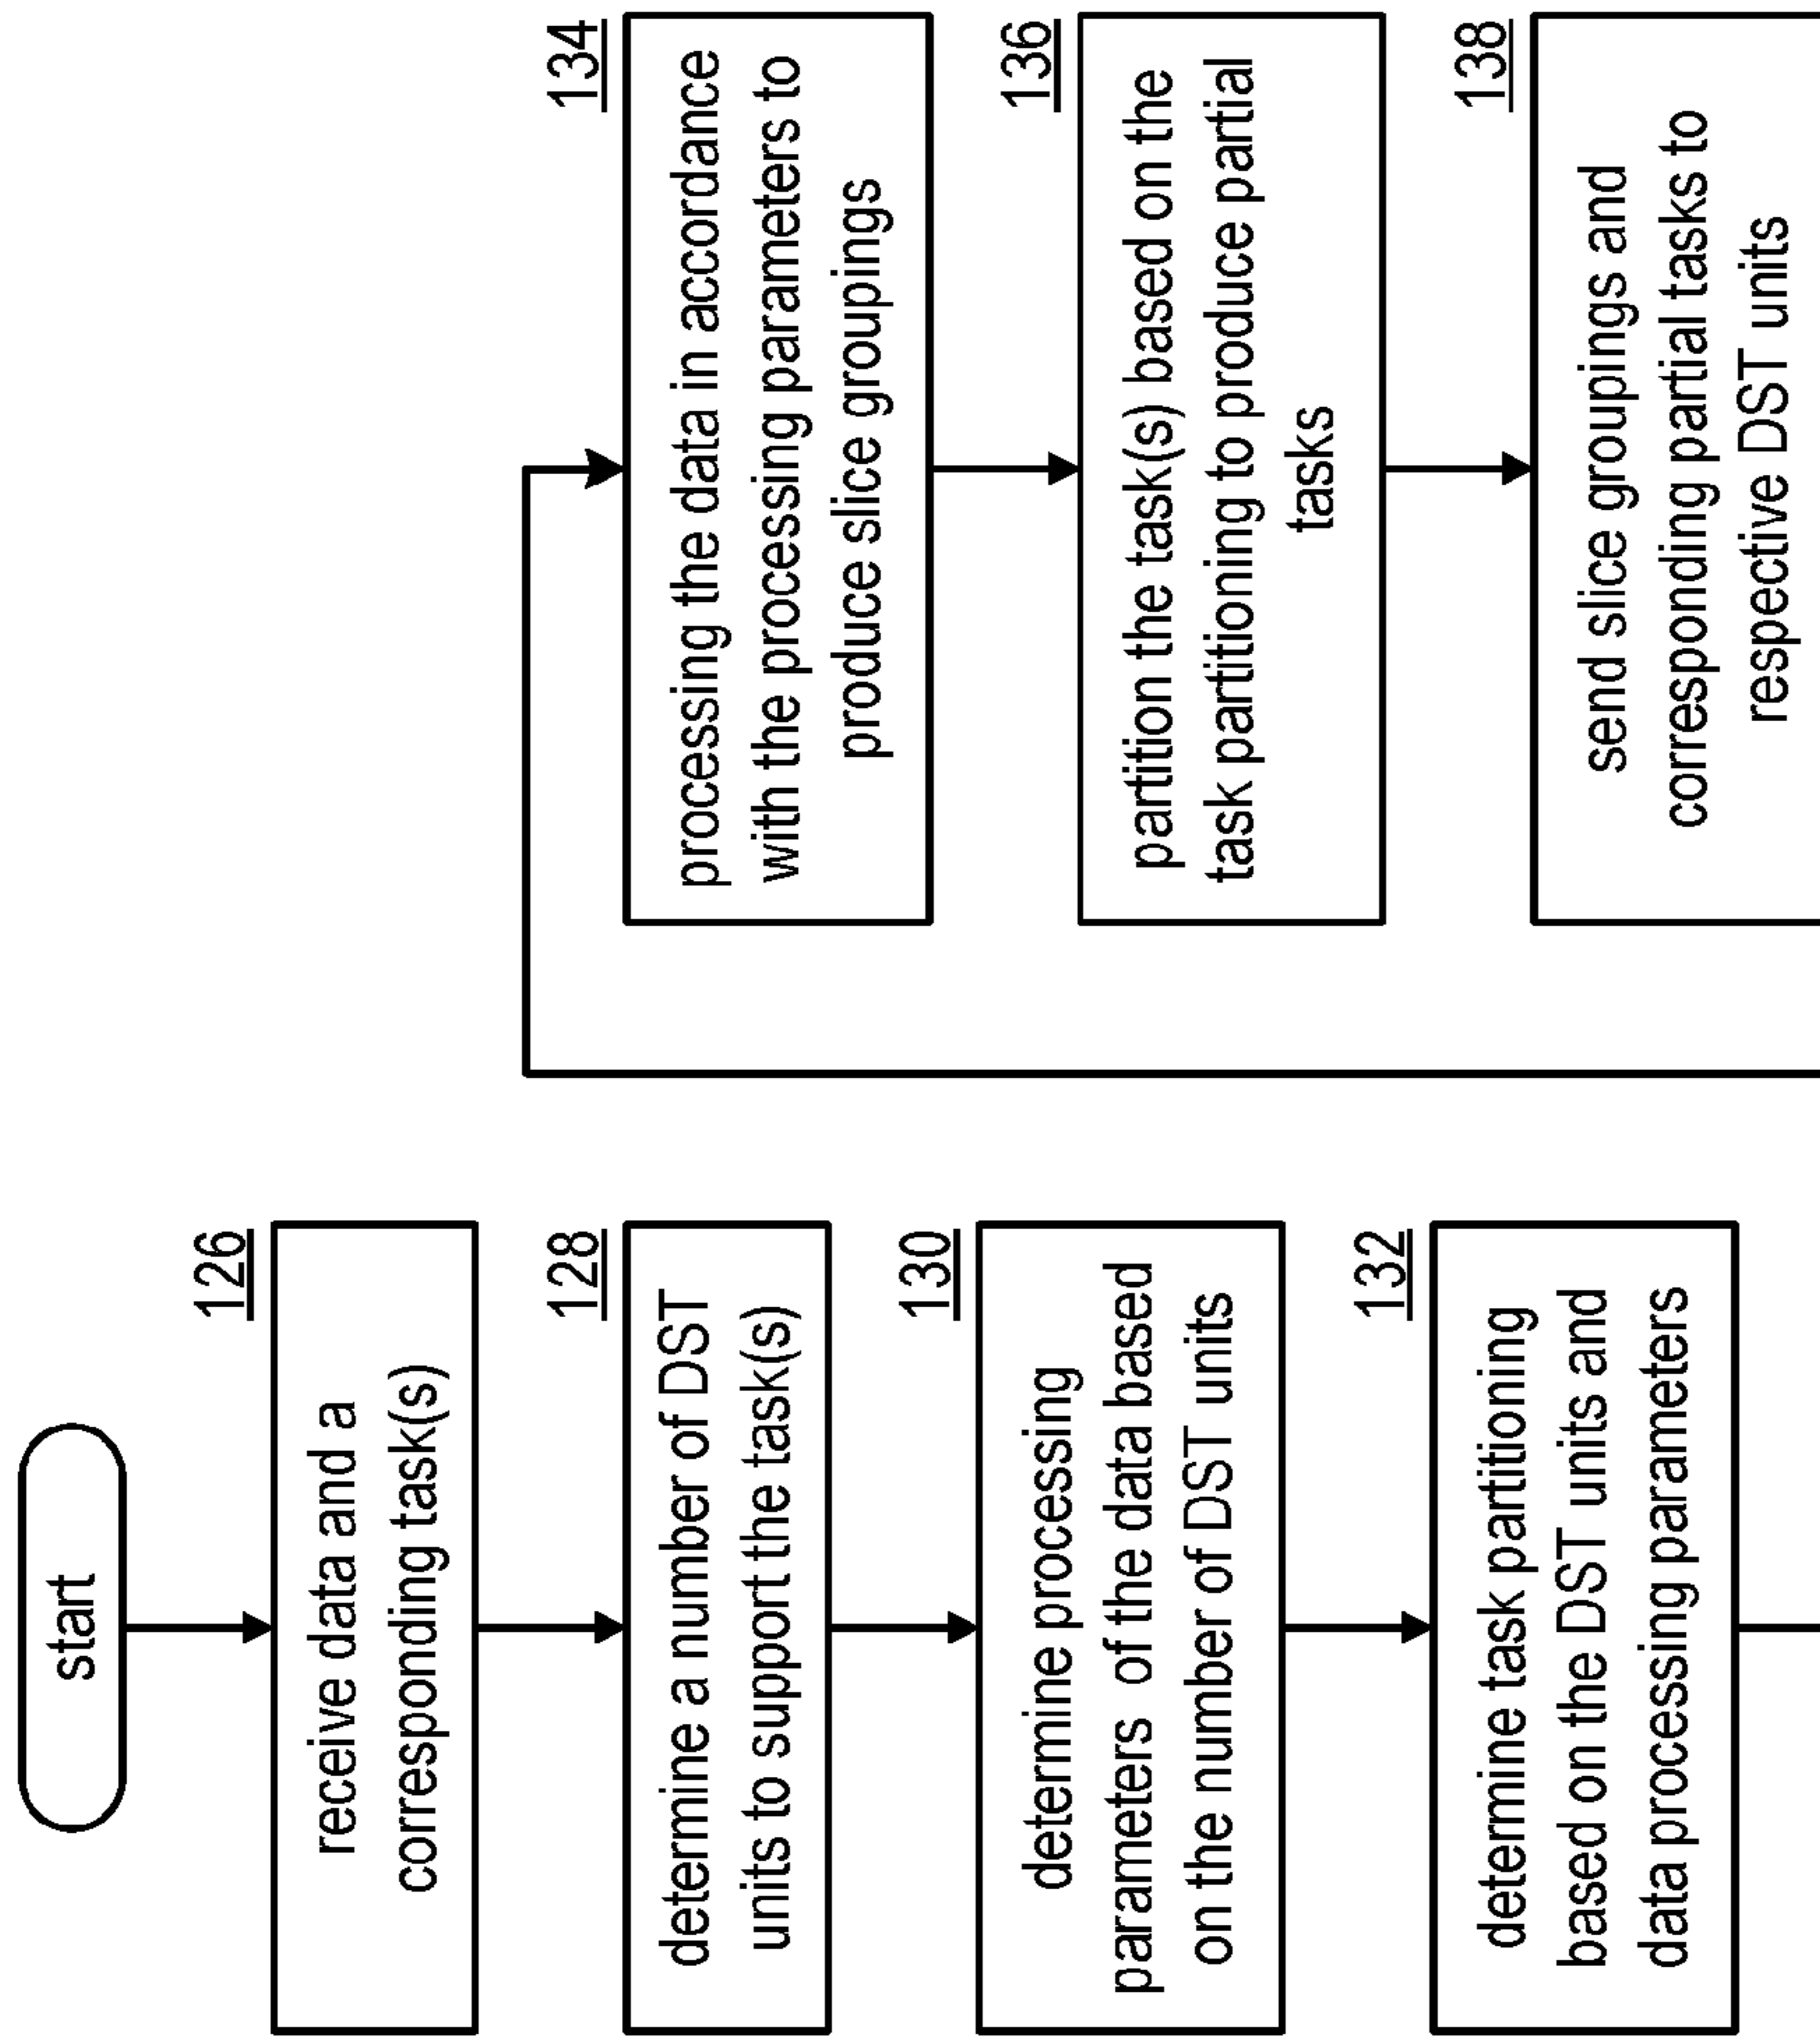 start
126
receive data and a
corresponding task(s)
128
determine a number of DST
units to support the task(s)
130
determine processing
parameters of the data based
on the number of DST units
132
determine task partitioning
based on the DST units and
data processing parameters
134
processing the data in accordance
with the processing parameters to
produce slice groupings
136
partition the task(s) based on the
task partitioning to produce partial
tasks
138
send slice groupings and
corresponding partial tasks to
respective DST units